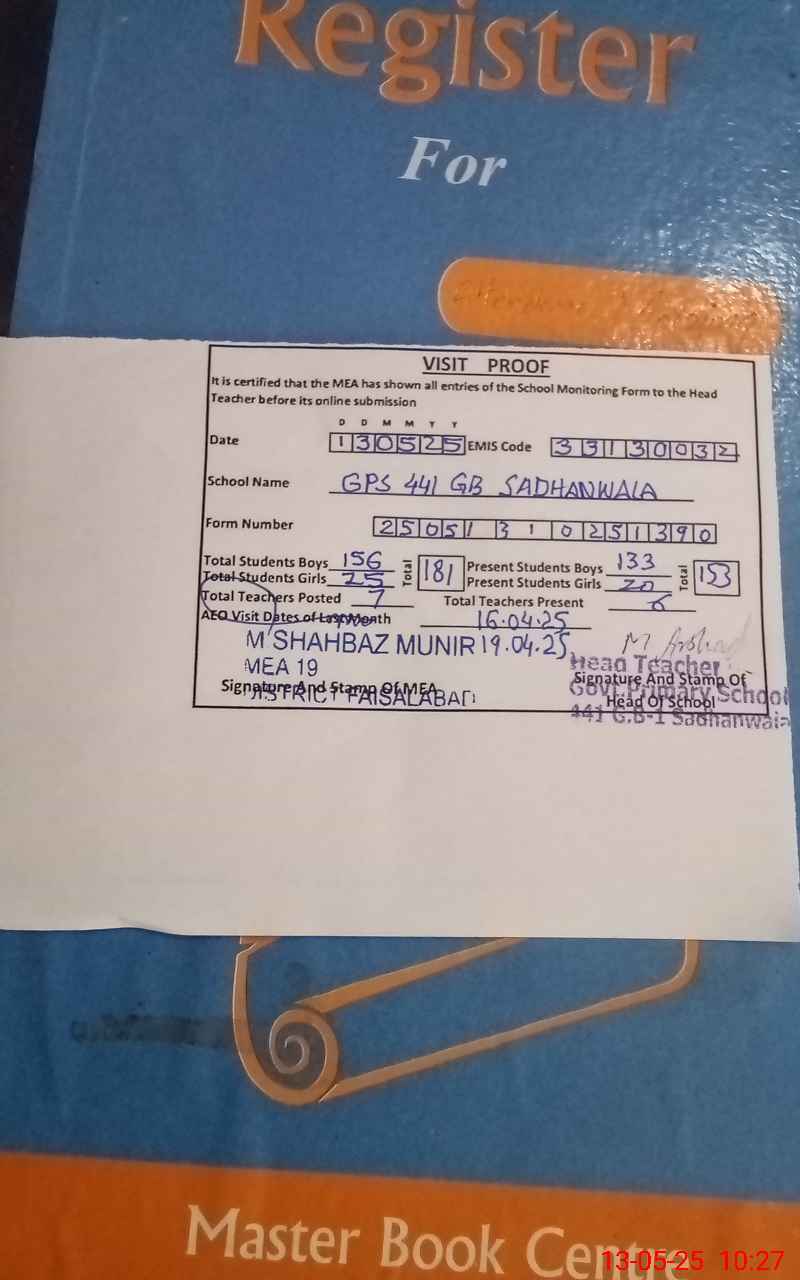 Register
For
VISIT PROOF
It is certified that the MEA has shown all entries of the School Monitoring Form to the Head
Teacher before its online submission
D D M M Y Y
Date 130525 EMIS Code 33130032
School Name GPS 441 GB SADHANWALA
Form Number 25051310251390
Total Students Boys 156 Total 181 Present Students Boys 133 Total 153
Total Students Girls 25 Present Students Girls 20
Total Teachers Posted 7 Total Teachers Present 6
AEO Visit Dates of Last Month 16.04.25
M SHAHBAZ MUNIR 19.04.25
MEA 19 Head Teacher
Signature And Stamp Of MEA Signature And Stamp Of
DISTRICT FAISALABAD Govt. Primary School
Head Of School
441 G.B-1 Sadhanwala
Master Book Centre
13-05-25 10:27